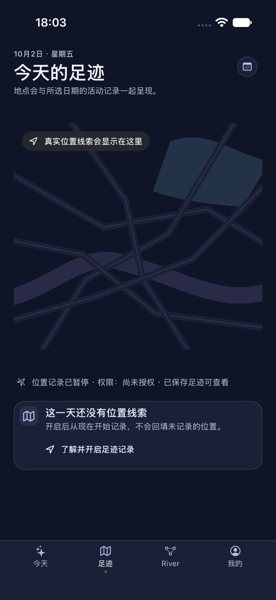 18:03
10月2日 · 星期五
今天的足迹
地点会与所选日期的活动记录一起呈现。
真实位置线索会显示在这里
位置记录已暂停 · 权限：尚未授权 · 已保存足迹可查看
这一天还没有位置线索
开启后从现在开始记录，不会回填未记录的位置。
了解并开启足迹记录
今天
足迹
River
我的